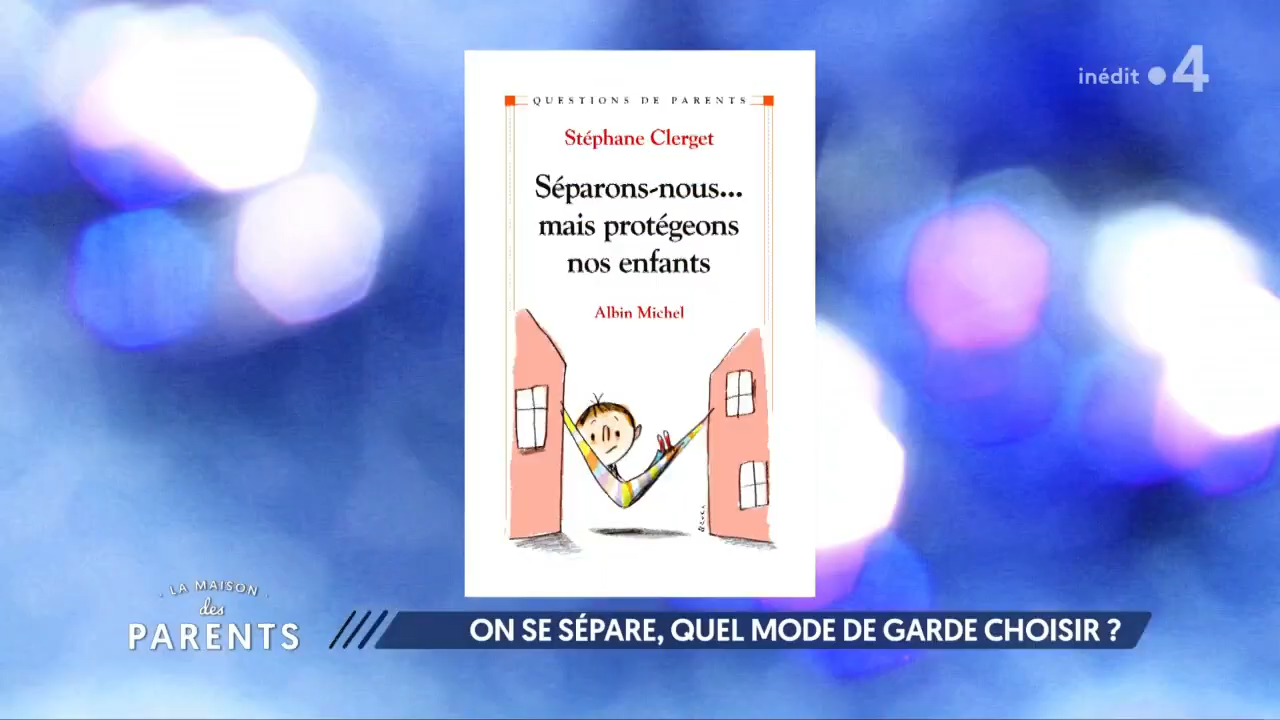 inédit 4
QUESTIONS DE PARENTS
Stéphane Clerget
Séparons-nous...
mais protégeons
nos enfants
Albin Michel
LA MAISON
des
PARENTS
ON SE SÉPARE, QUEL MODE DE GARDE CHOISIR ?